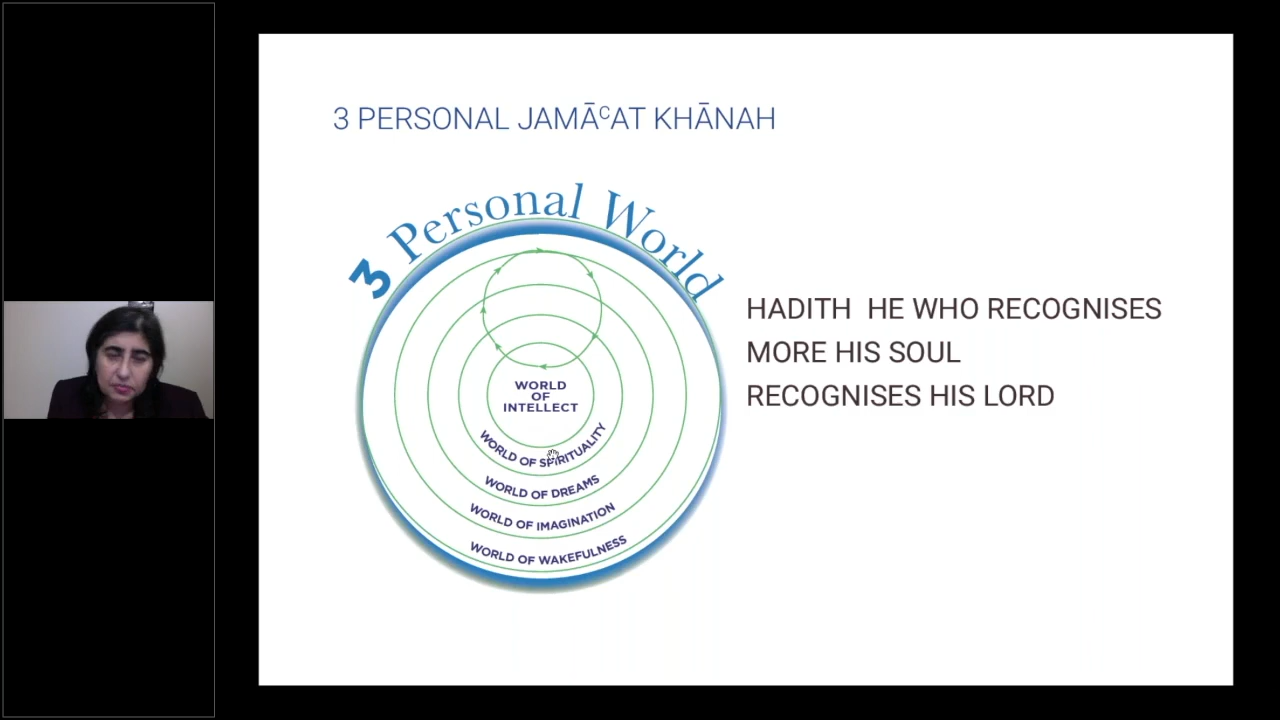 3 PERSONAL JAMĀᶜAT KHĀNAH
3 Personal World
HADITH HE WHO RECOGNISES
MORE HIS SOUL
RECOGNISES HIS LORD
WORLD
OF
INTELLECT
WORLD OF SPIRITUALITY
WORLD OF DREAMS
WORLD OF IMAGINATION
WORLD OF WAKEFULNESS